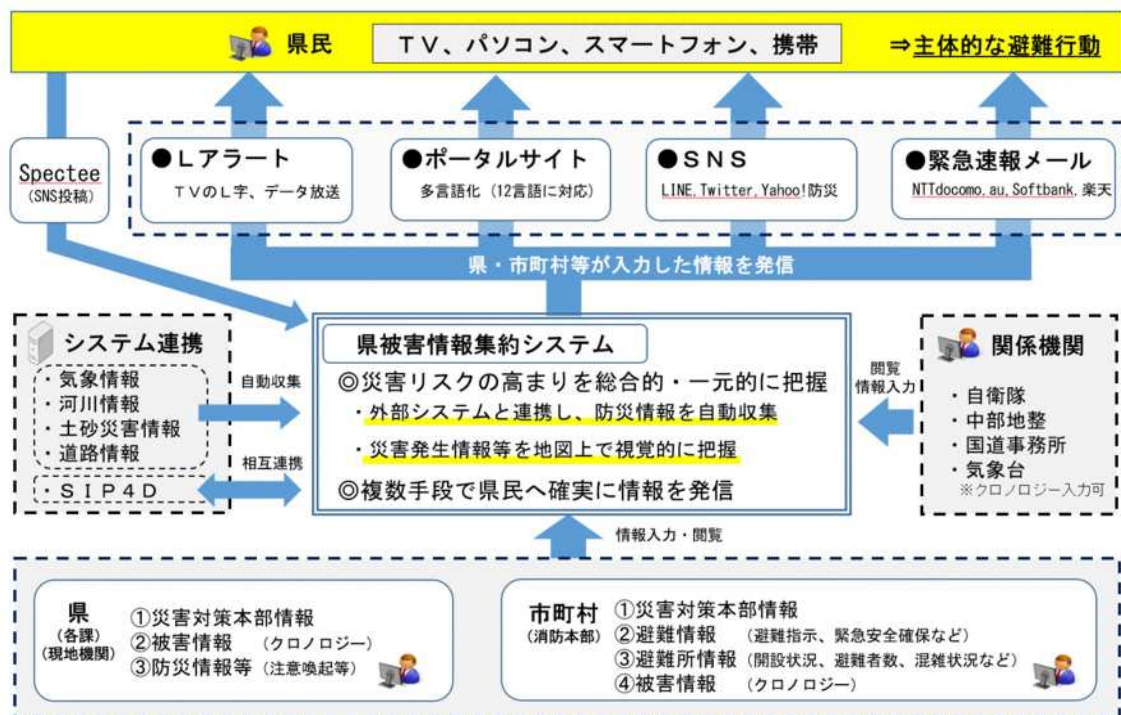 県民
TV、パソコン、スマートフォン、携帯
⇒主体的な避難行動
Spectee
(SNS投稿)
●Lアラート
TVのL字、データ放送
●ポータルサイト
多言語化(12言語に対応)
●SNS
LINE, Twitter, Yahoo!防災
●緊急速報メール
NTTdocomo, au, Softbank, 楽天
県・市町村等が入力した情報を発信
システム連携
・気象情報
・河川情報
・土砂災害情報
・道路情報
・SIP4D
自動収集
相互連携
県被害情報集約システム
◎災害リスクの高まりを総合的・一元的に把握
・外部システムと連携し、防災情報を自動収集
・災害発生情報等を地図上で視覚的に把握
◎複数手段で県民へ確実に情報を発信
閲覧
情報入力
関係機関
・自衛隊
・中部地整
・国道事務所
・気象台
※クロノロジー入力可
情報入力・閲覧
県
(各課)
(現地機関)
①災害対策本部情報
②被害情報 (クロノロジー)
③防災情報等 (注意喚起等)
市町村
(消防本部)
①災害対策本部情報
②避難情報 (避難指示、緊急安全確保など)
③避難所情報 (開設状況、避難者数、混雑状況など)
④被害情報 (クロノロジー)